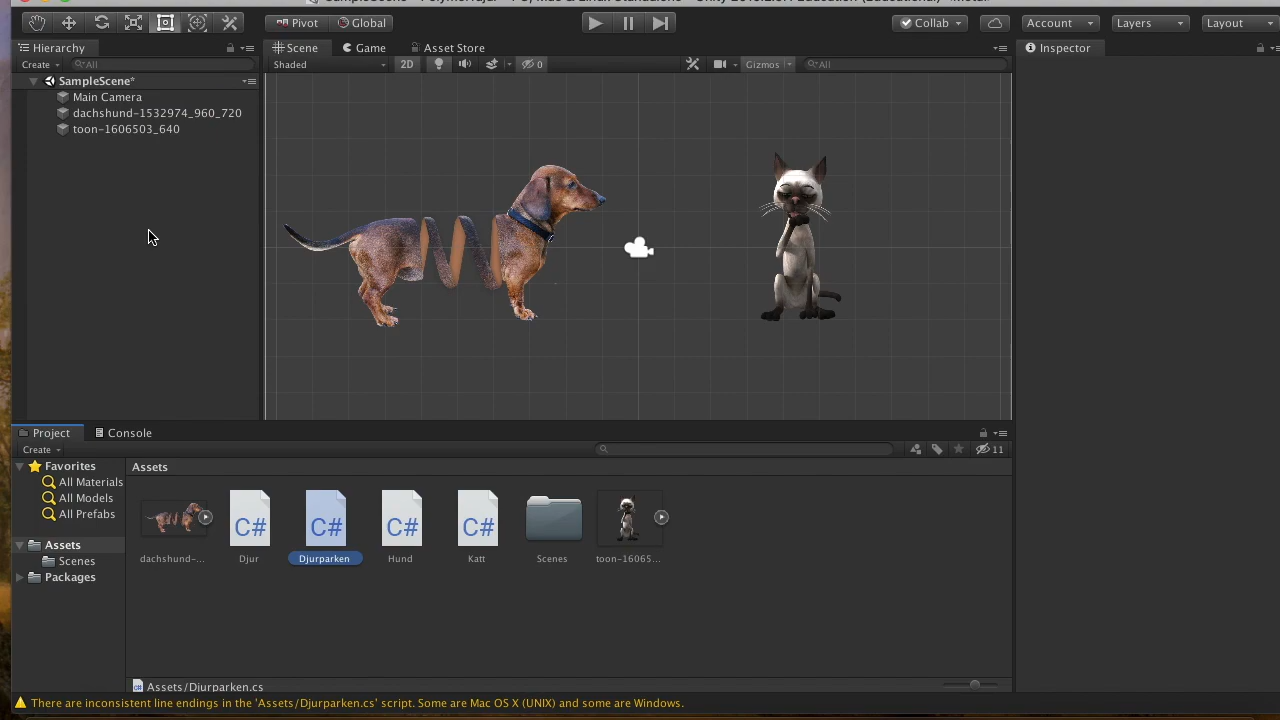 Pivot Global Collab Account Layers Layout
Hierarchy Scene Game Asset Store Inspector
Create All Shaded 2D 0 Gizmos All
SampleScene*
Main Camera
dachshund-1532974_960_720
toon-1606503_640
Project Console
Create 11
Favorites Assets
All Materials
All Models
All Prefabs
C# C# C# C#
Assets
Scenes
Packages
dachshund-... Djur Djurparken Hund Katt Scenes toon-16065...
Assets/Djurparken.cs
There are inconsistent line endings in the 'Assets/Djurparken.cs' script. Some are Mac OS X (UNIX) and some are Windows.